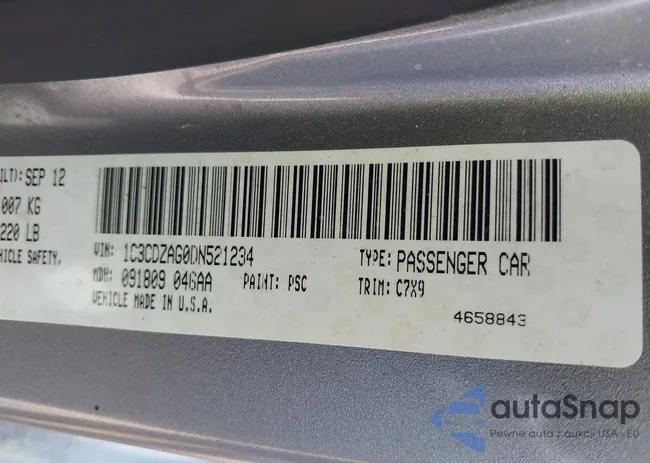 ILT): SEP 12
007 KG
220 LB
HICLE SAFETY,
VIN: 1C3CDZAG0DN521234
TYPE: PASSENGER CAR
MDH: 091809 04GAA
PAINT: PSC
TRIM: C7X9
VEHICLE MADE IN U.S.A.
4658843
autaSnap
Pewne auta z aukcji USA i EU